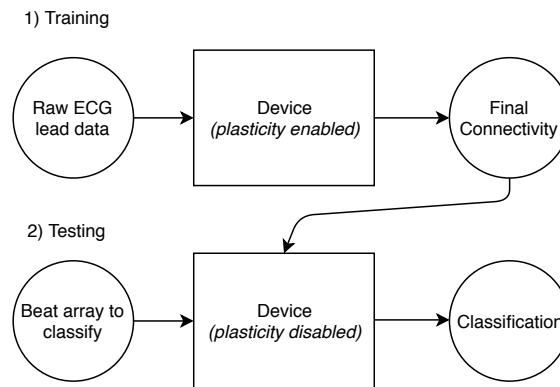 1) Training
Raw ECG
lead data
Device
(plasticity enabled)
Final
Connectivity
2) Testing
Beat array to
classify
Device
(plasticity disabled)
Classification